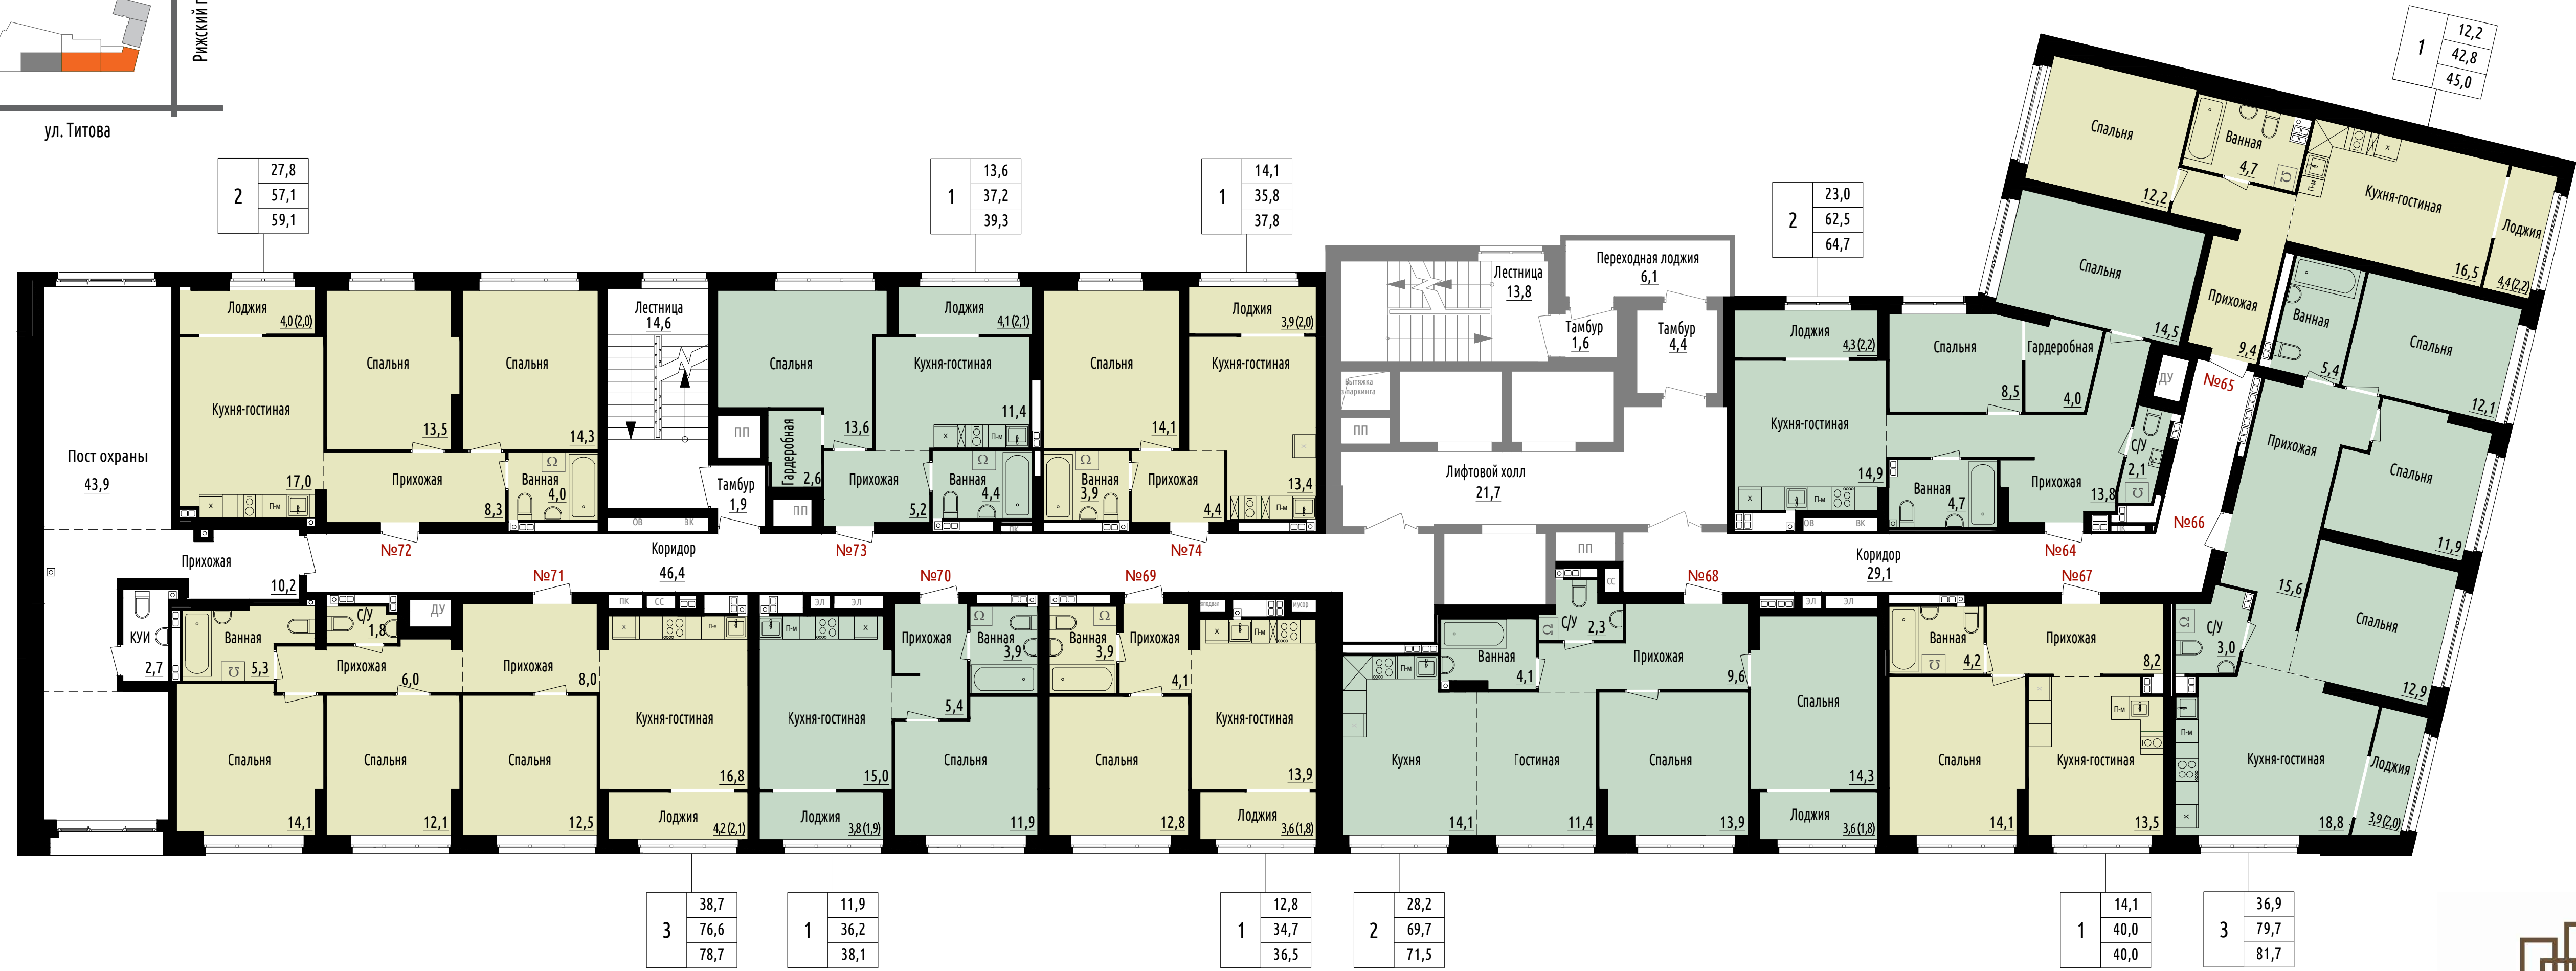 Рижский п
ул. Титова
2
27,8
57,1
59,1
1
13,6
37,2
39,3
1
14,1
35,8
37,8
2
23,0
62,5
64,7
1
12,2
42,8
45,0
Пост охраны
43,9
Лоджия
4,0 (2,0)
Кухня-гостиная
17,0
Х
П-м
Спальня
13,5
Спальня
14,3
Прихожая
8,3
Ванная
4,0
№72
Лестница
14,6
ПП
Тамбур
1,9
ОВ
ВК
Спальня
13,6
Гардеробная
2,6
ПП
Лоджия
4,1 (2,1)
Кухня-гостиная
11,4
Х
П-м
Прихожая
5,2
Ванная
4,4
ПК
№73
Спальня
14,1
Ванная
3,9
Прихожая
4,4
Лоджия
3,9 (2,0)
Кухня-гостиная
13,4
П-м
№74
Лестница
13,8
Переходная лоджия
6,1
Тамбур
1,6
Тамбур
4,4
Вытяжка
паркинга
ПП
Лифтовой холл
21,7
ПП
СС
Лоджия
4,3 (2,2)
Кухня-гостиная
14,9
Х
П-м
ОВ
ВК
Спальня
8,5
Гардеробная
4,0
Спальня
14,5
Прихожая
13,8
Ванная
4,7
С/У
2,1
№64
ДУ
Спальня
12,2
Ванная
4,7
Кухня-гостиная
16,5
Х
П-м
Лоджия
4,4 (2,2)
Прихожая
9,4
№65
Ванная
5,4
Спальня
12,1
Прихожая
15,6
Спальня
11,9
Спальня
12,9
С/У
3,0
Кухня-гостиная
18,8
П-м
Х
Лоджия
3,9 (2,0)
№66
Прихожая
10,2
КУИ
2,7
Коридор
46,4
Коридор
29,1
№71
Ванная
5,3
С/У
1,8
ДУ
Прихожая
6,0
Прихожая
8,0
Спальня
14,1
Спальня
12,1
Спальня
12,5
ПК
СС
Х
П-м
Кухня-гостиная
16,8
Лоджия
4,2 (2,1)
№70
ЭЛ
ЭЛ
П-м
Х
Кухня-гостиная
15,0
Лоджия
3,8 (1,9)
Прихожая
5,4
Ванная
3,9
Спальня
11,9
№69
Ванная
3,9
Прихожая
4,1
Спальня
12,8
мусор
Х
П-м
Кухня-гостиная
13,9
Лоджия
3,6 (1,8)
№68
П-м
Кухня
14,1
Ванная
4,1
С/У
2,3
Прихожая
9,6
Гостиная
11,4
Спальня
13,9
Спальня
14,3
Лоджия
3,6 (1,8)
ЭЛ
ЭЛ
№67
Ванная
4,2
Прихожая
8,2
Спальня
14,1
П-м
Кухня-гостиная
13,5
3
38,7
76,6
78,7
1
11,9
36,2
38,1
1
12,8
34,7
36,5
2
28,2
69,7
71,5
1
14,1
40,0
40,0
3
36,9
79,7
81,7